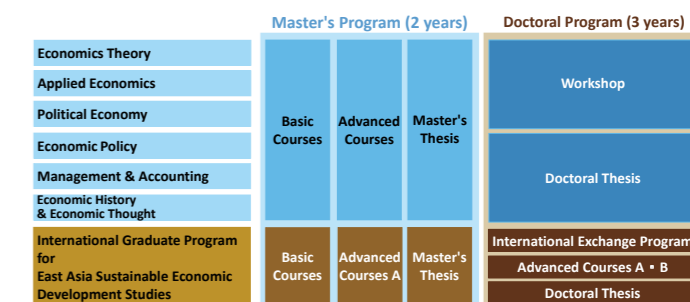 Master's Program (2 years)
Doctoral Program (3 years)
Economics Theory
Applied Economics
Political Economy
Economic Policy
Management & Accounting
Economic History
& Economic Thought
Basic
Courses
Advanced
Courses
Master's
Thesis
Workshop
Doctoral Thesis
International Graduate Program
for
East Asia Sustainable Economic
Development Studies
Basic
Courses
Advanced
Courses A
Master's
Thesis
International Exchange Program
Advanced Courses A・B
Doctoral Thesis